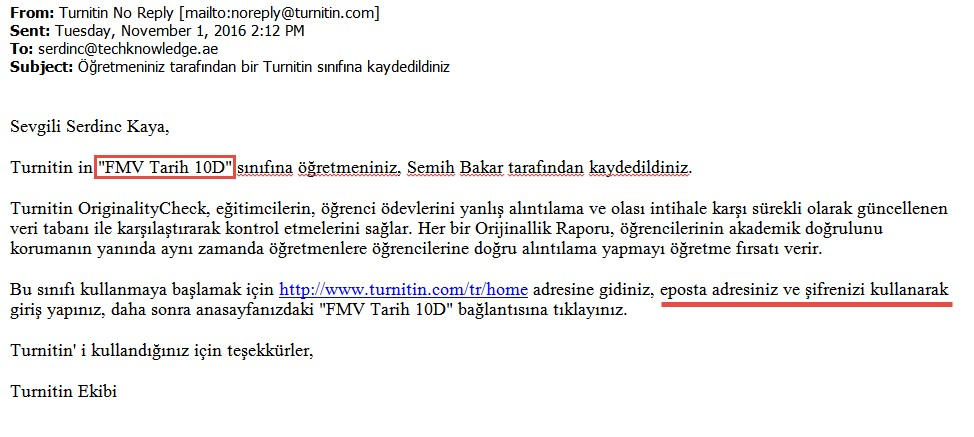 From: Turnitin No Reply [mailto:noreply@turnitin.com]
Sent: Tuesday, November 1, 2016 2:12 PM
To: serdinc@techknowledge.ae
Subject: Öğretmeniniz tarafından bir Turnitin sınıfına kaydedildiniz
Sevgili Serdinc Kaya,
Turnitin in "FMV Tarih 10D" sınıfına öğretmeniniz, Semih Bakar tarafından kaydedildiniz.
Turnitin OriginalityCheck, eğitimcilerin, öğrenci ödevlerini yanlış alıntılama ve olası intihale karşı sürekli olarak güncellenen
veri tabanı ile karşılaştırarak kontrol etmelerini sağlar. Her bir Orijinallik Raporu, öğrencilerinin akademik doğrulunu
korumanın yanında aynı zamanda öğretmenlere öğrencilerine doğru alıntılama yapmayı öğretme fırsatı verir.
Bu sınıfı kullanmaya başlamak için http://www.turnitin.com/tr/home adresine gidiniz, eposta adresiniz ve şifrenizi kullanarak
giriş yapınız, daha sonra anasayfanızdaki "FMV Tarih 10D" bağlantısına tıklayınız.
Turnitin' i kullandığınız için teşekkürler,
Turnitin Ekibi